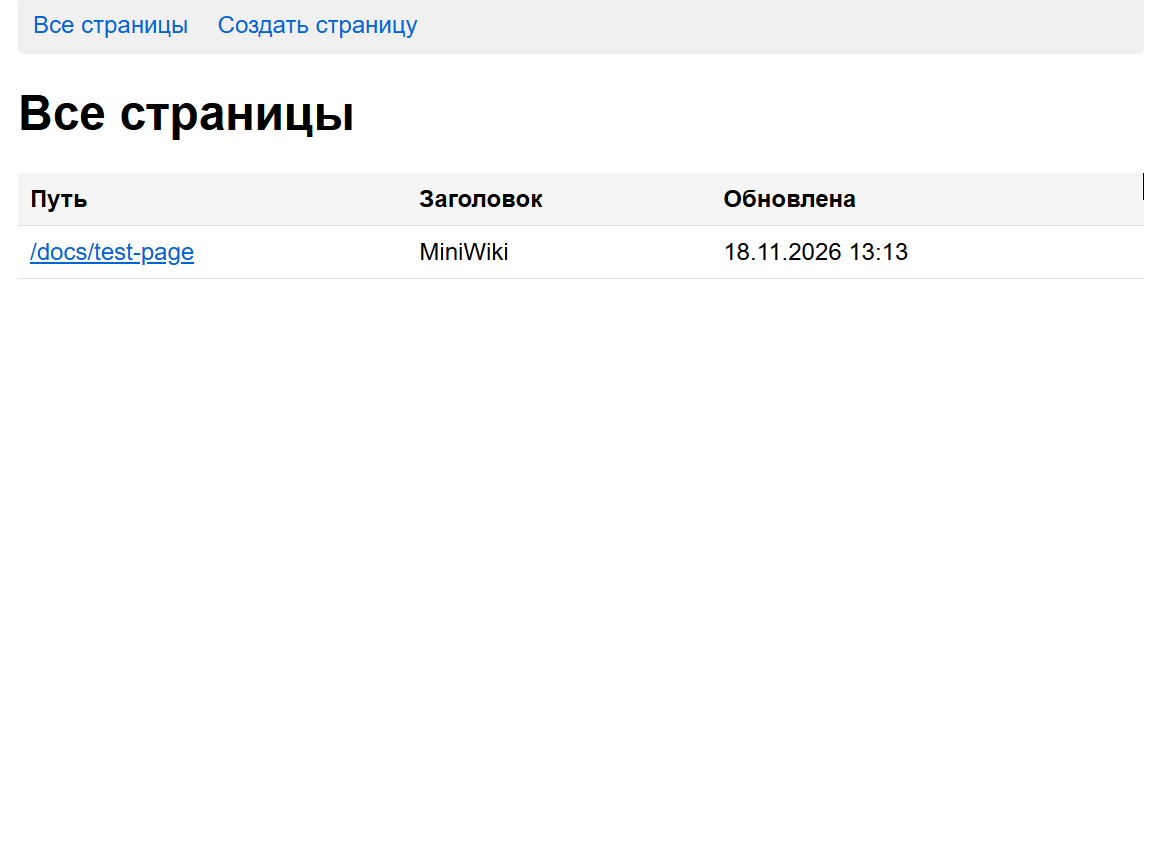 Все страницы Создать страницу
Все страницы
Путь Заголовок Обновлена
/docs/test-page MiniWiki 18.11.2026 13:13